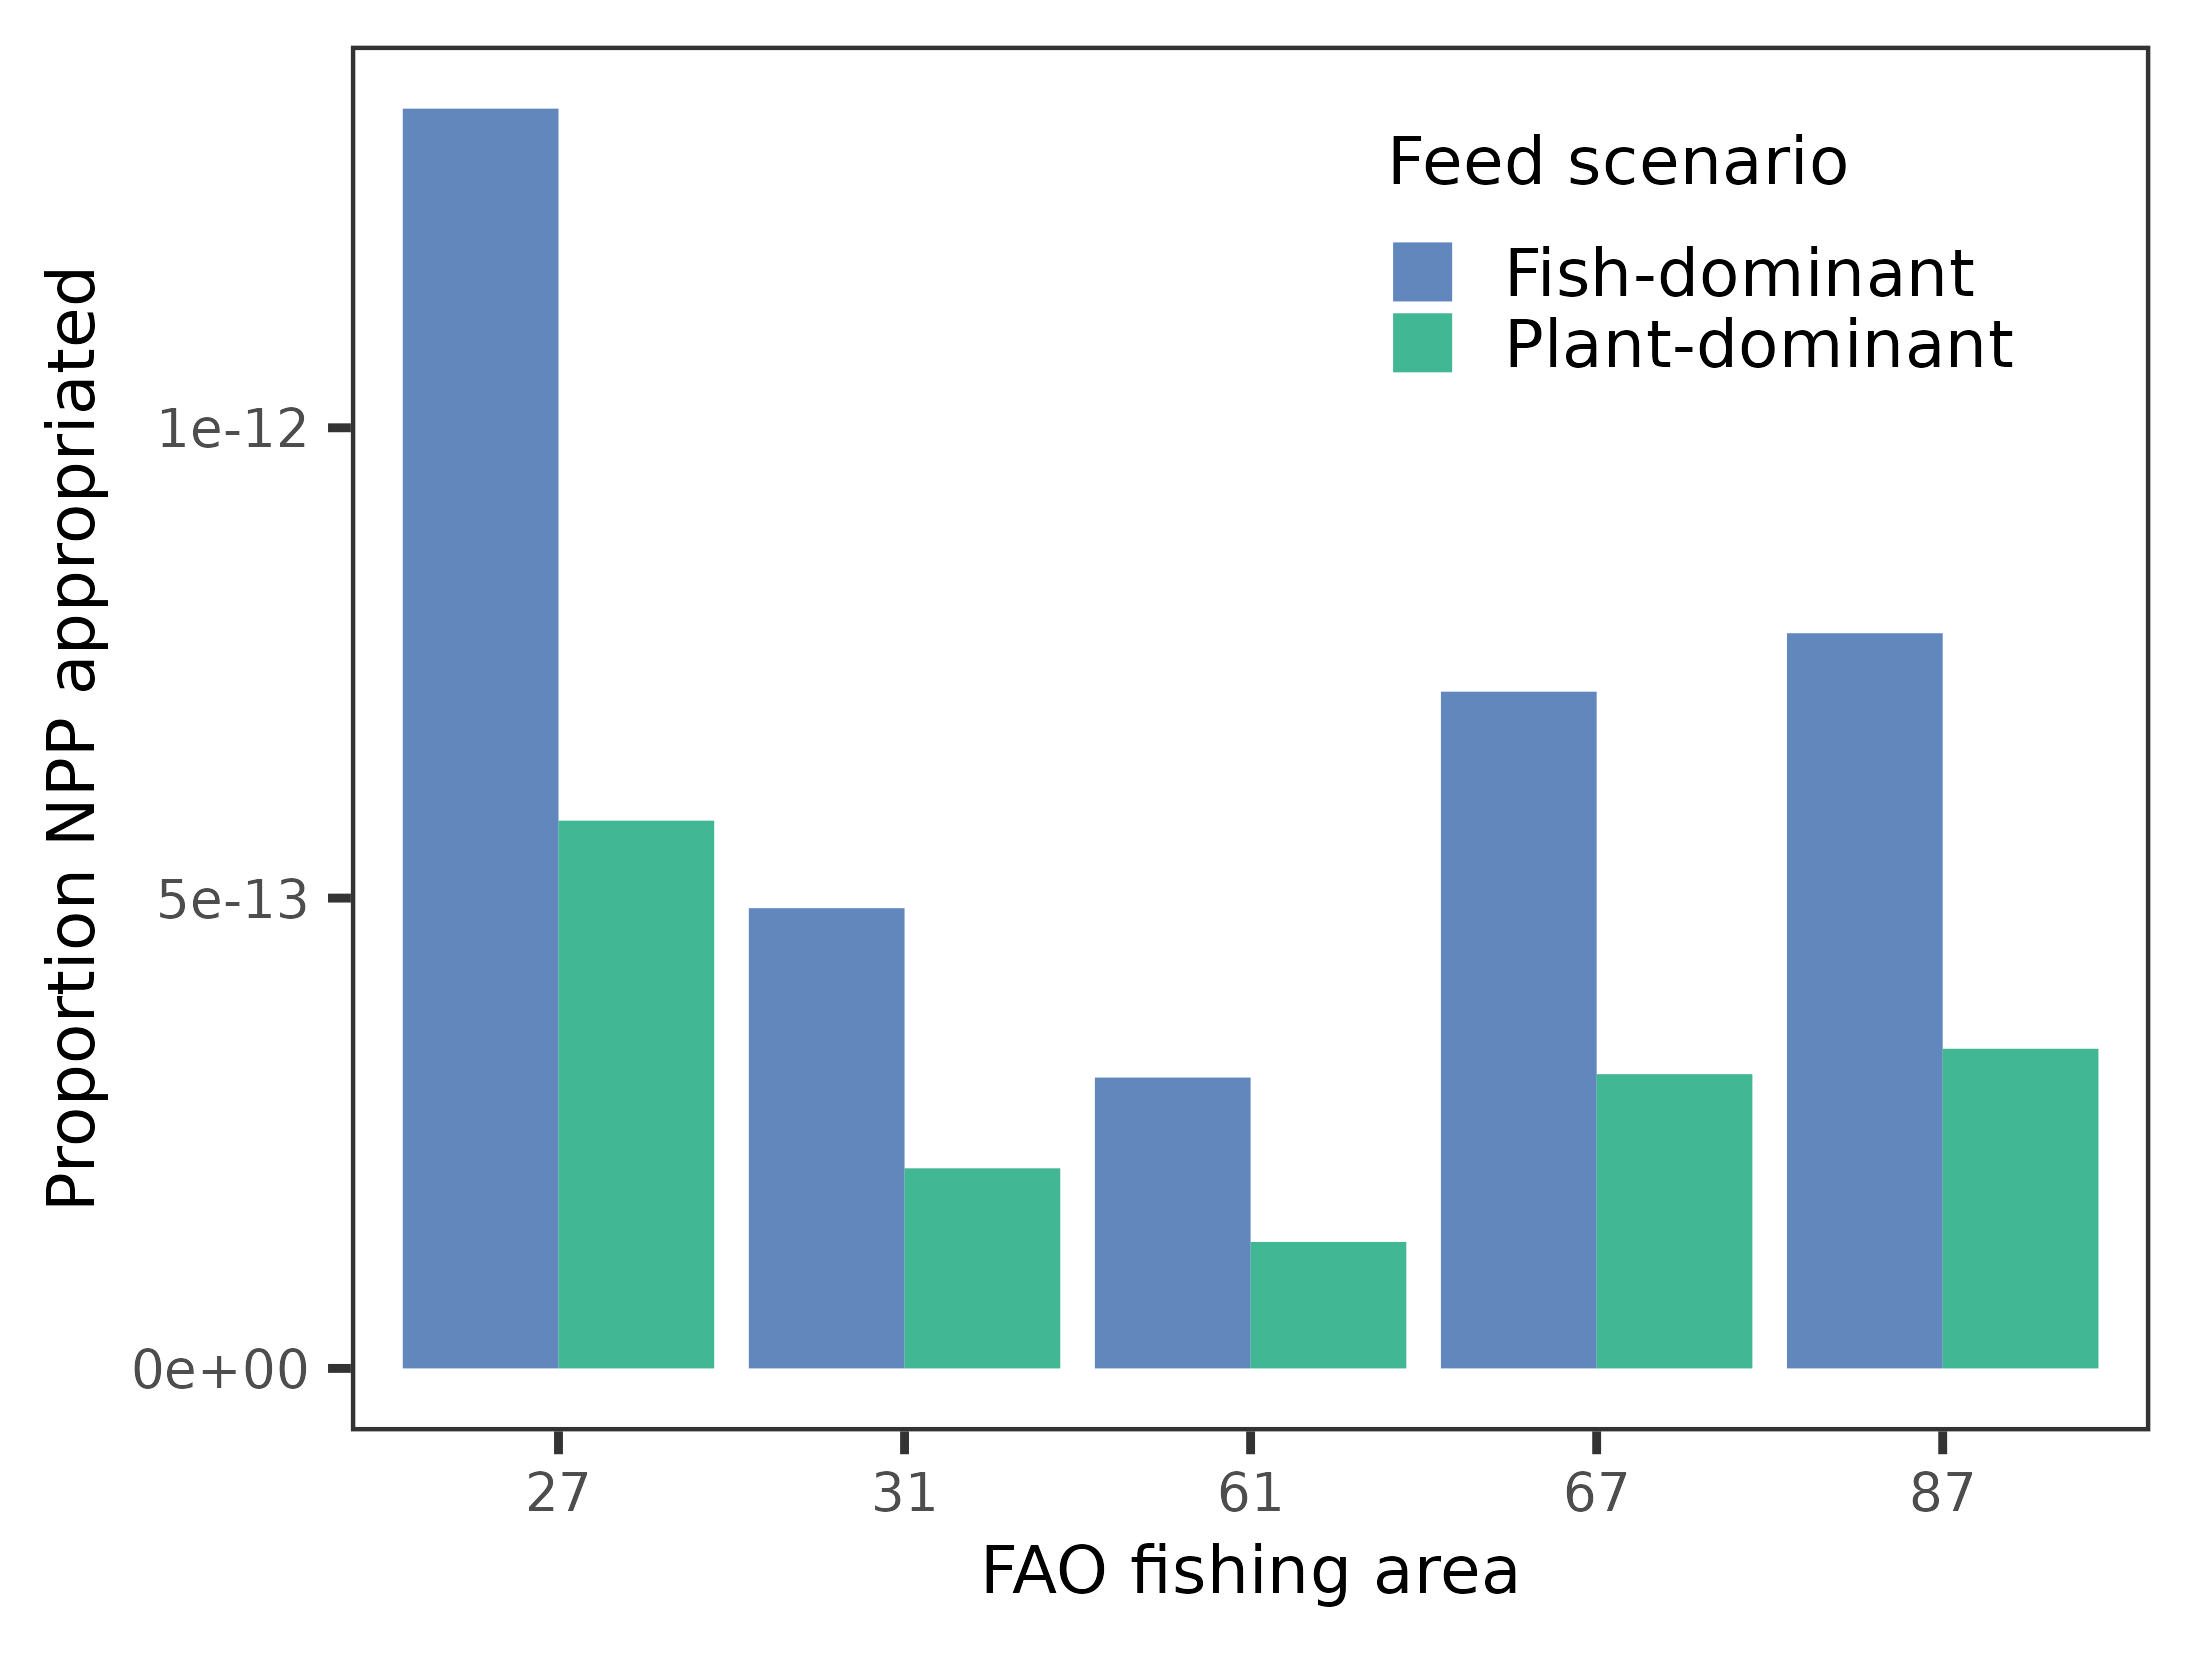 Feed scenario
Fish-dominant
Plant-dominant
Proportion NPP appropriated
1e-12
5e-13
0e+00
27 31 61 67 87
FAO fishing area